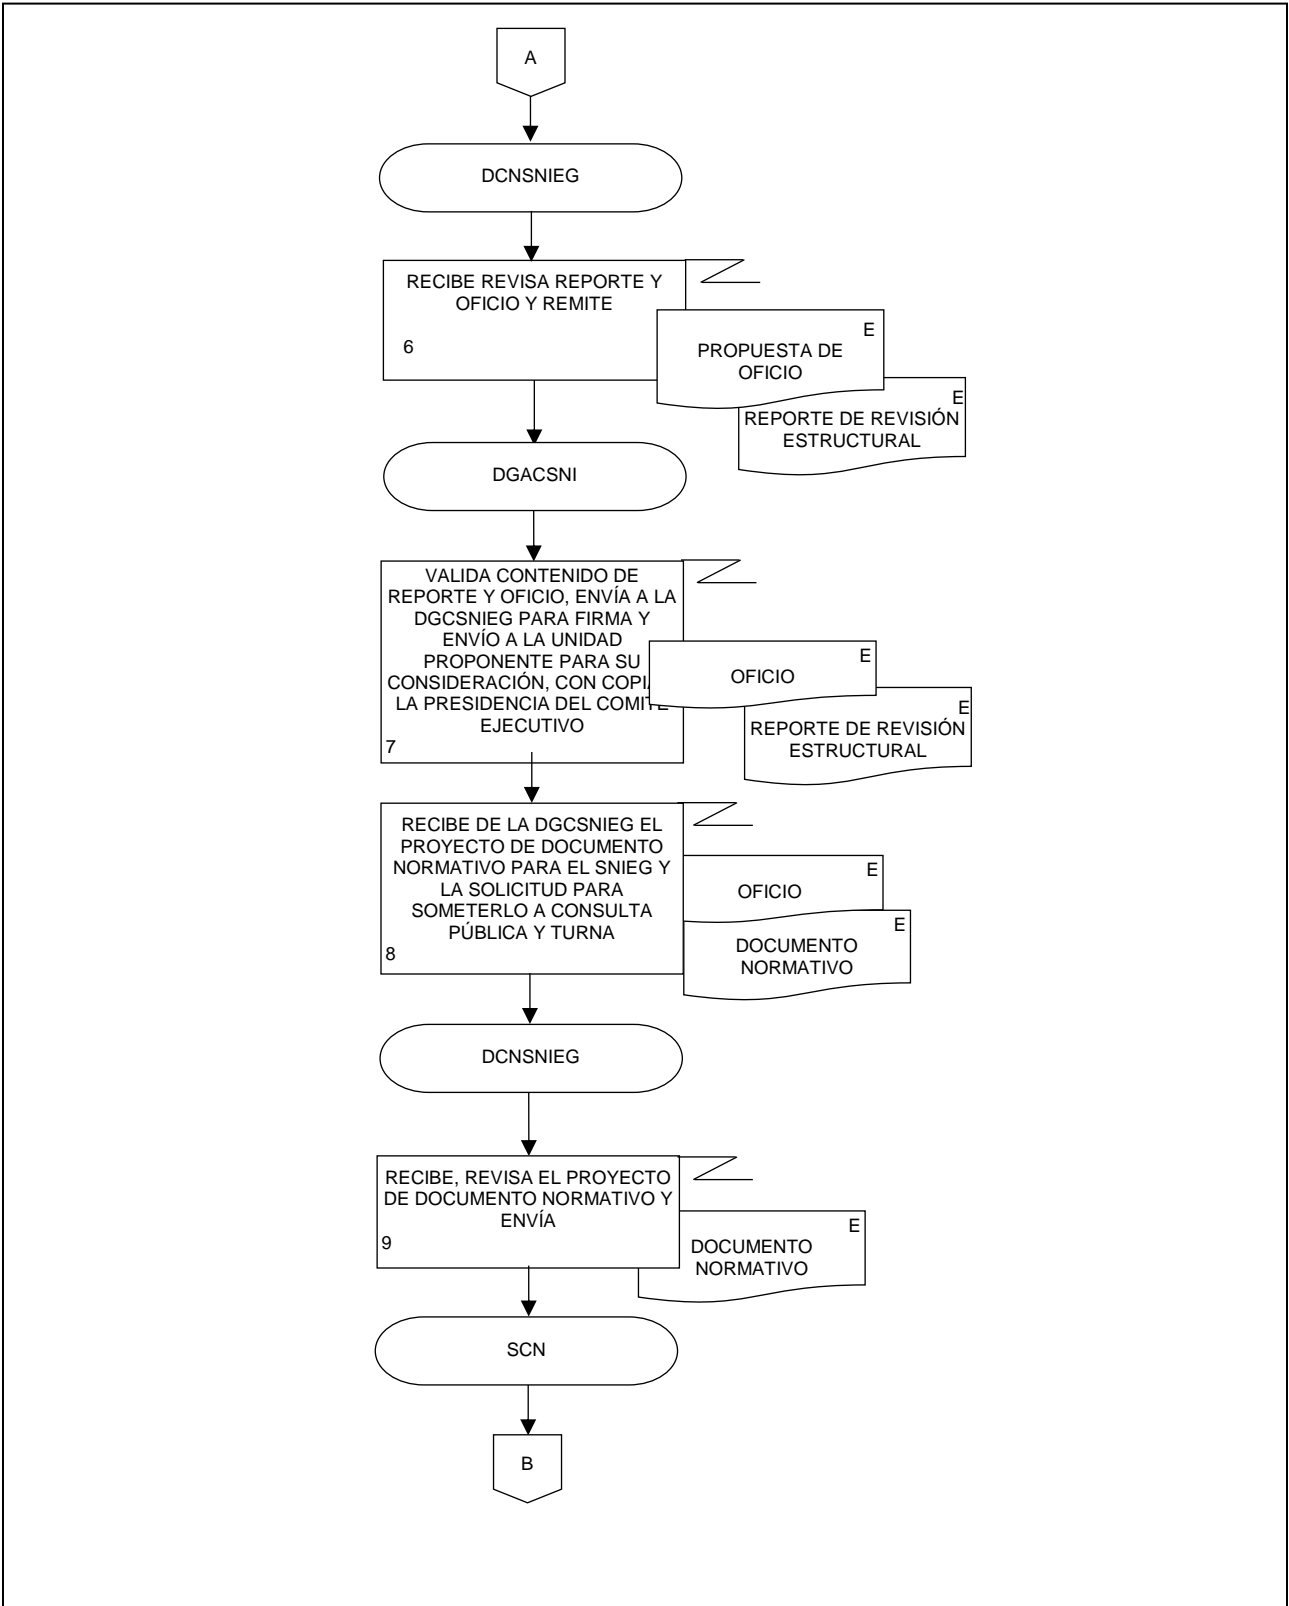 A
DCNSNIEG
RECIBE REVISA REPORTE Y
OFICIO Y REMITE
6
E
PROPUESTA DE
OFICIO
E
REPORTE DE REVISIÓN
ESTRUCTURAL
DGACSNI
VALIDA CONTENIDO DE
REPORTE Y OFICIO, ENVÍA A LA
DGCSNIEG PARA FIRMA Y
ENVÍO A LA UNIDAD
PROPONENTE PARA SU
CONSIDERACIÓN, CON COPIA
LA PRESIDENCIA DEL COMITÉ
EJECUTIVO
7
E
OFICIO
E
REPORTE DE REVISIÓN
ESTRUCTURAL
RECIBE DE LA DGCSNIEG EL
PROYECTO DE DOCUMENTO
NORMATIVO PARA EL SNIEG Y
LA SOLICITUD PARA
SOMETERLO A CONSULTA
PÚBLICA Y TURNA
8
E
OFICIO
E
DOCUMENTO
NORMATIVO
DCNSNIEG
RECIBE, REVISA EL PROYECTO
DE DOCUMENTO NORMATIVO Y
ENVÍA
9
E
DOCUMENTO
NORMATIVO
SCN
B